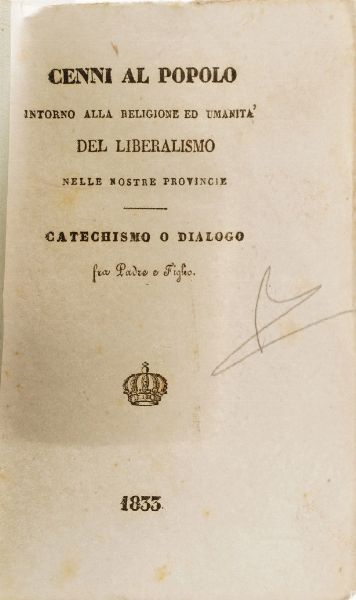 CENNI AL POPOLO
INTORNO ALLA RELIGIONE ED UMANITA'
DEL LIBERALISMO
NELLE NOSTRE PROVINCIE
CATECHISMO O DIALOGO
fra Padre e Figlio.
1833